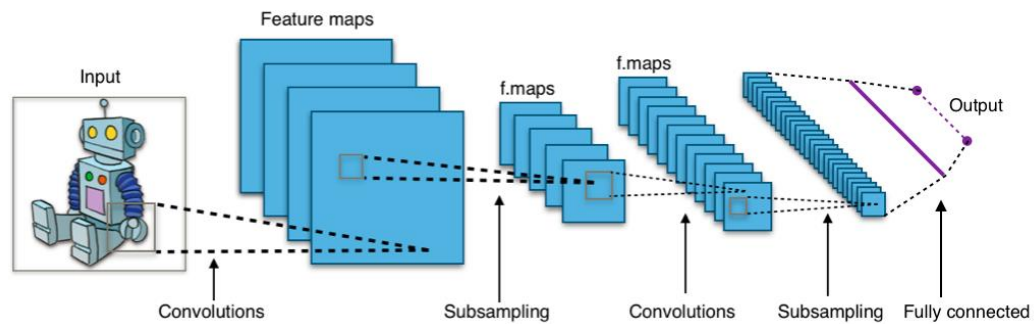 Feature maps
Input
f.maps
f.maps
Output
Convolutions
Subsampling
Convolutions
Subsampling
Fully connected